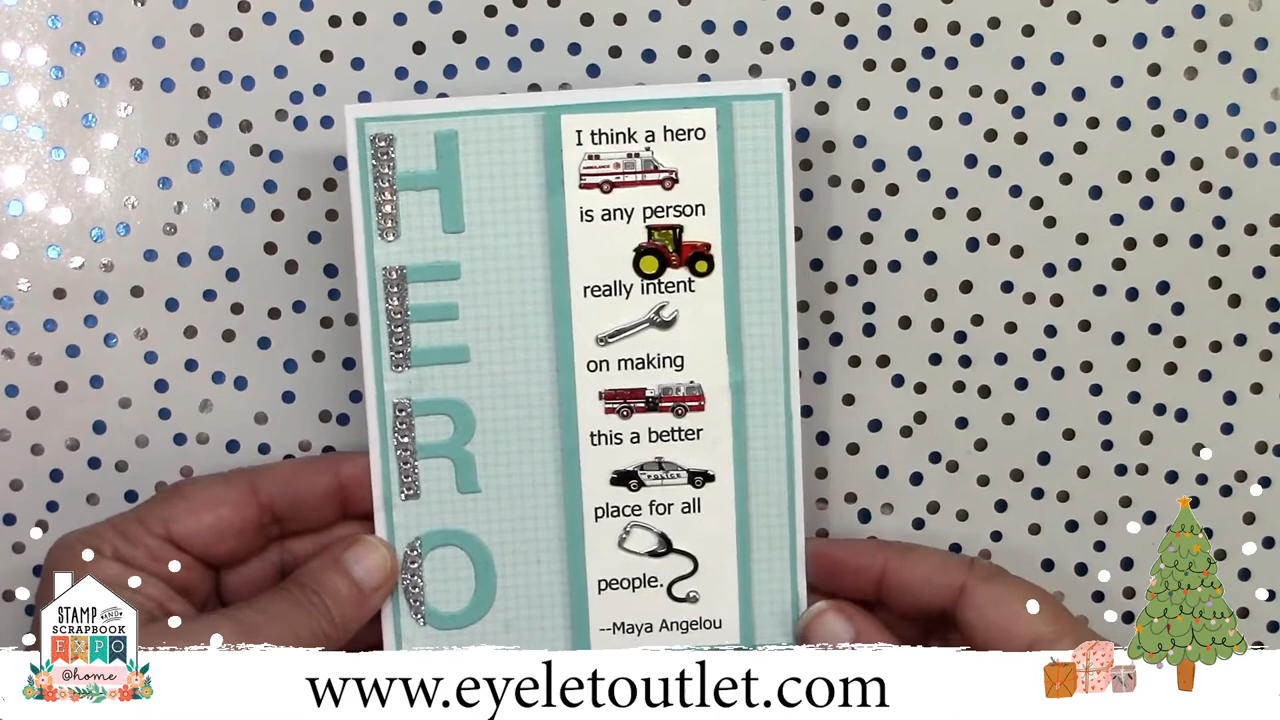 HERO
I think a hero
AMBULANCE
is any person
really intent
on making
this a better
POLICE
place for all
people.
--Maya Angelou
STAMP AND
SCRAPBOOK
EXPO
@home
www.eyeletoutlet.com